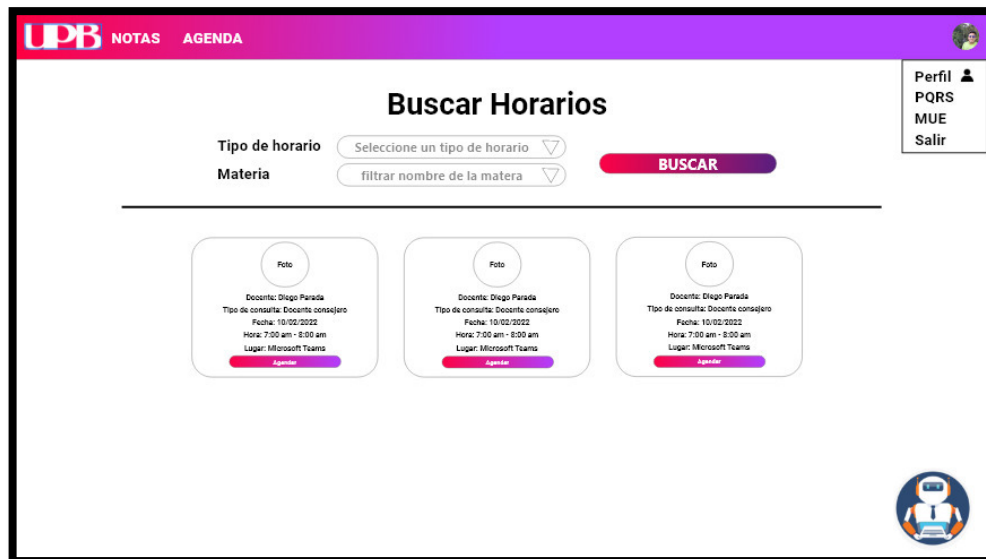 UPB NOTAS AGENDA
Perfil
PQRS
MUE
Salir
Buscar Horarios
Tipo de horario Seleccione un tipo de horario
Materia filtrar nombre de la matera
BUSCAR
Foto
Docente: Diego Parada
Tipo de consulta: Docente consejero
Fecha: 10/02/2022
Hora: 7:00 am - 8:00 am
Lugar: Microsoft Teams
Agendar
Foto
Docente: Diego Parada
Tipo de consulta: Docente consejero
Fecha: 10/02/2022
Hora: 7:00 am - 8:00 am
Lugar: Microsoft Teams
Agendar
Foto
Docente: Diego Parada
Tipo de consulta: Docente consejero
Fecha: 10/02/2022
Hora: 7:00 am - 8:00 am
Lugar: Microsoft Teams
Agendar